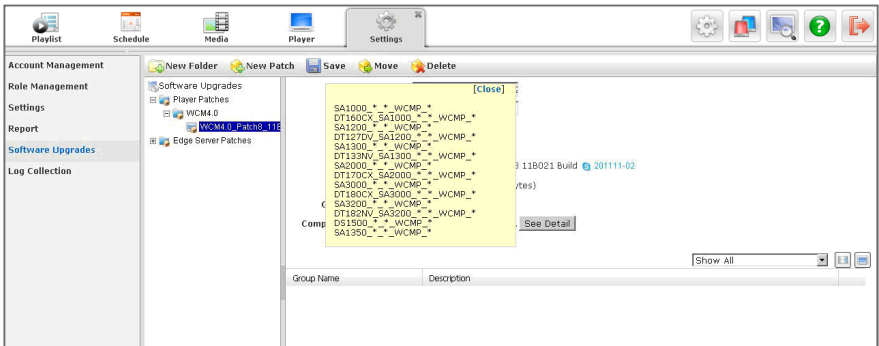 Playlist
Schedule
Media
Player
Settings
Account Management
Role Management
Settings
Report
Software Upgrades
Log Collection
New Folder
New Patch
Save
Move
Delete
Software Upgrades
Player Patches
WCM4.0
WCM4.0_Patch8_11B
Edge Server Patches
[Close]
SA1000_*_*_WCMP_*
DT160CX_SA1000_*_*_WCMP_*
SA1200_*_*_WCMP_*
DT127DV_SA1200_*_*_WCMP_*
SA1300_*_*_WCMP_*
DT133NV_SA1300_*_*_WCMP_*
SA2000_*_*_WCMP_*
DT170CX_SA2000_*_*_WCMP_*
SA3000_*_*_WCMP_*
DT180CX_SA3000_*_*_WCMP_*
SA3200_*_*_WCMP_*
DT182NV_SA3200_*_*_WCMP_*
DS1500_*_*_WCMP_*
SA1350_*_*_WCMP_*
11B021 Build 201111-02
ytes)
Comp
See Detail
Show All
Group Name Description